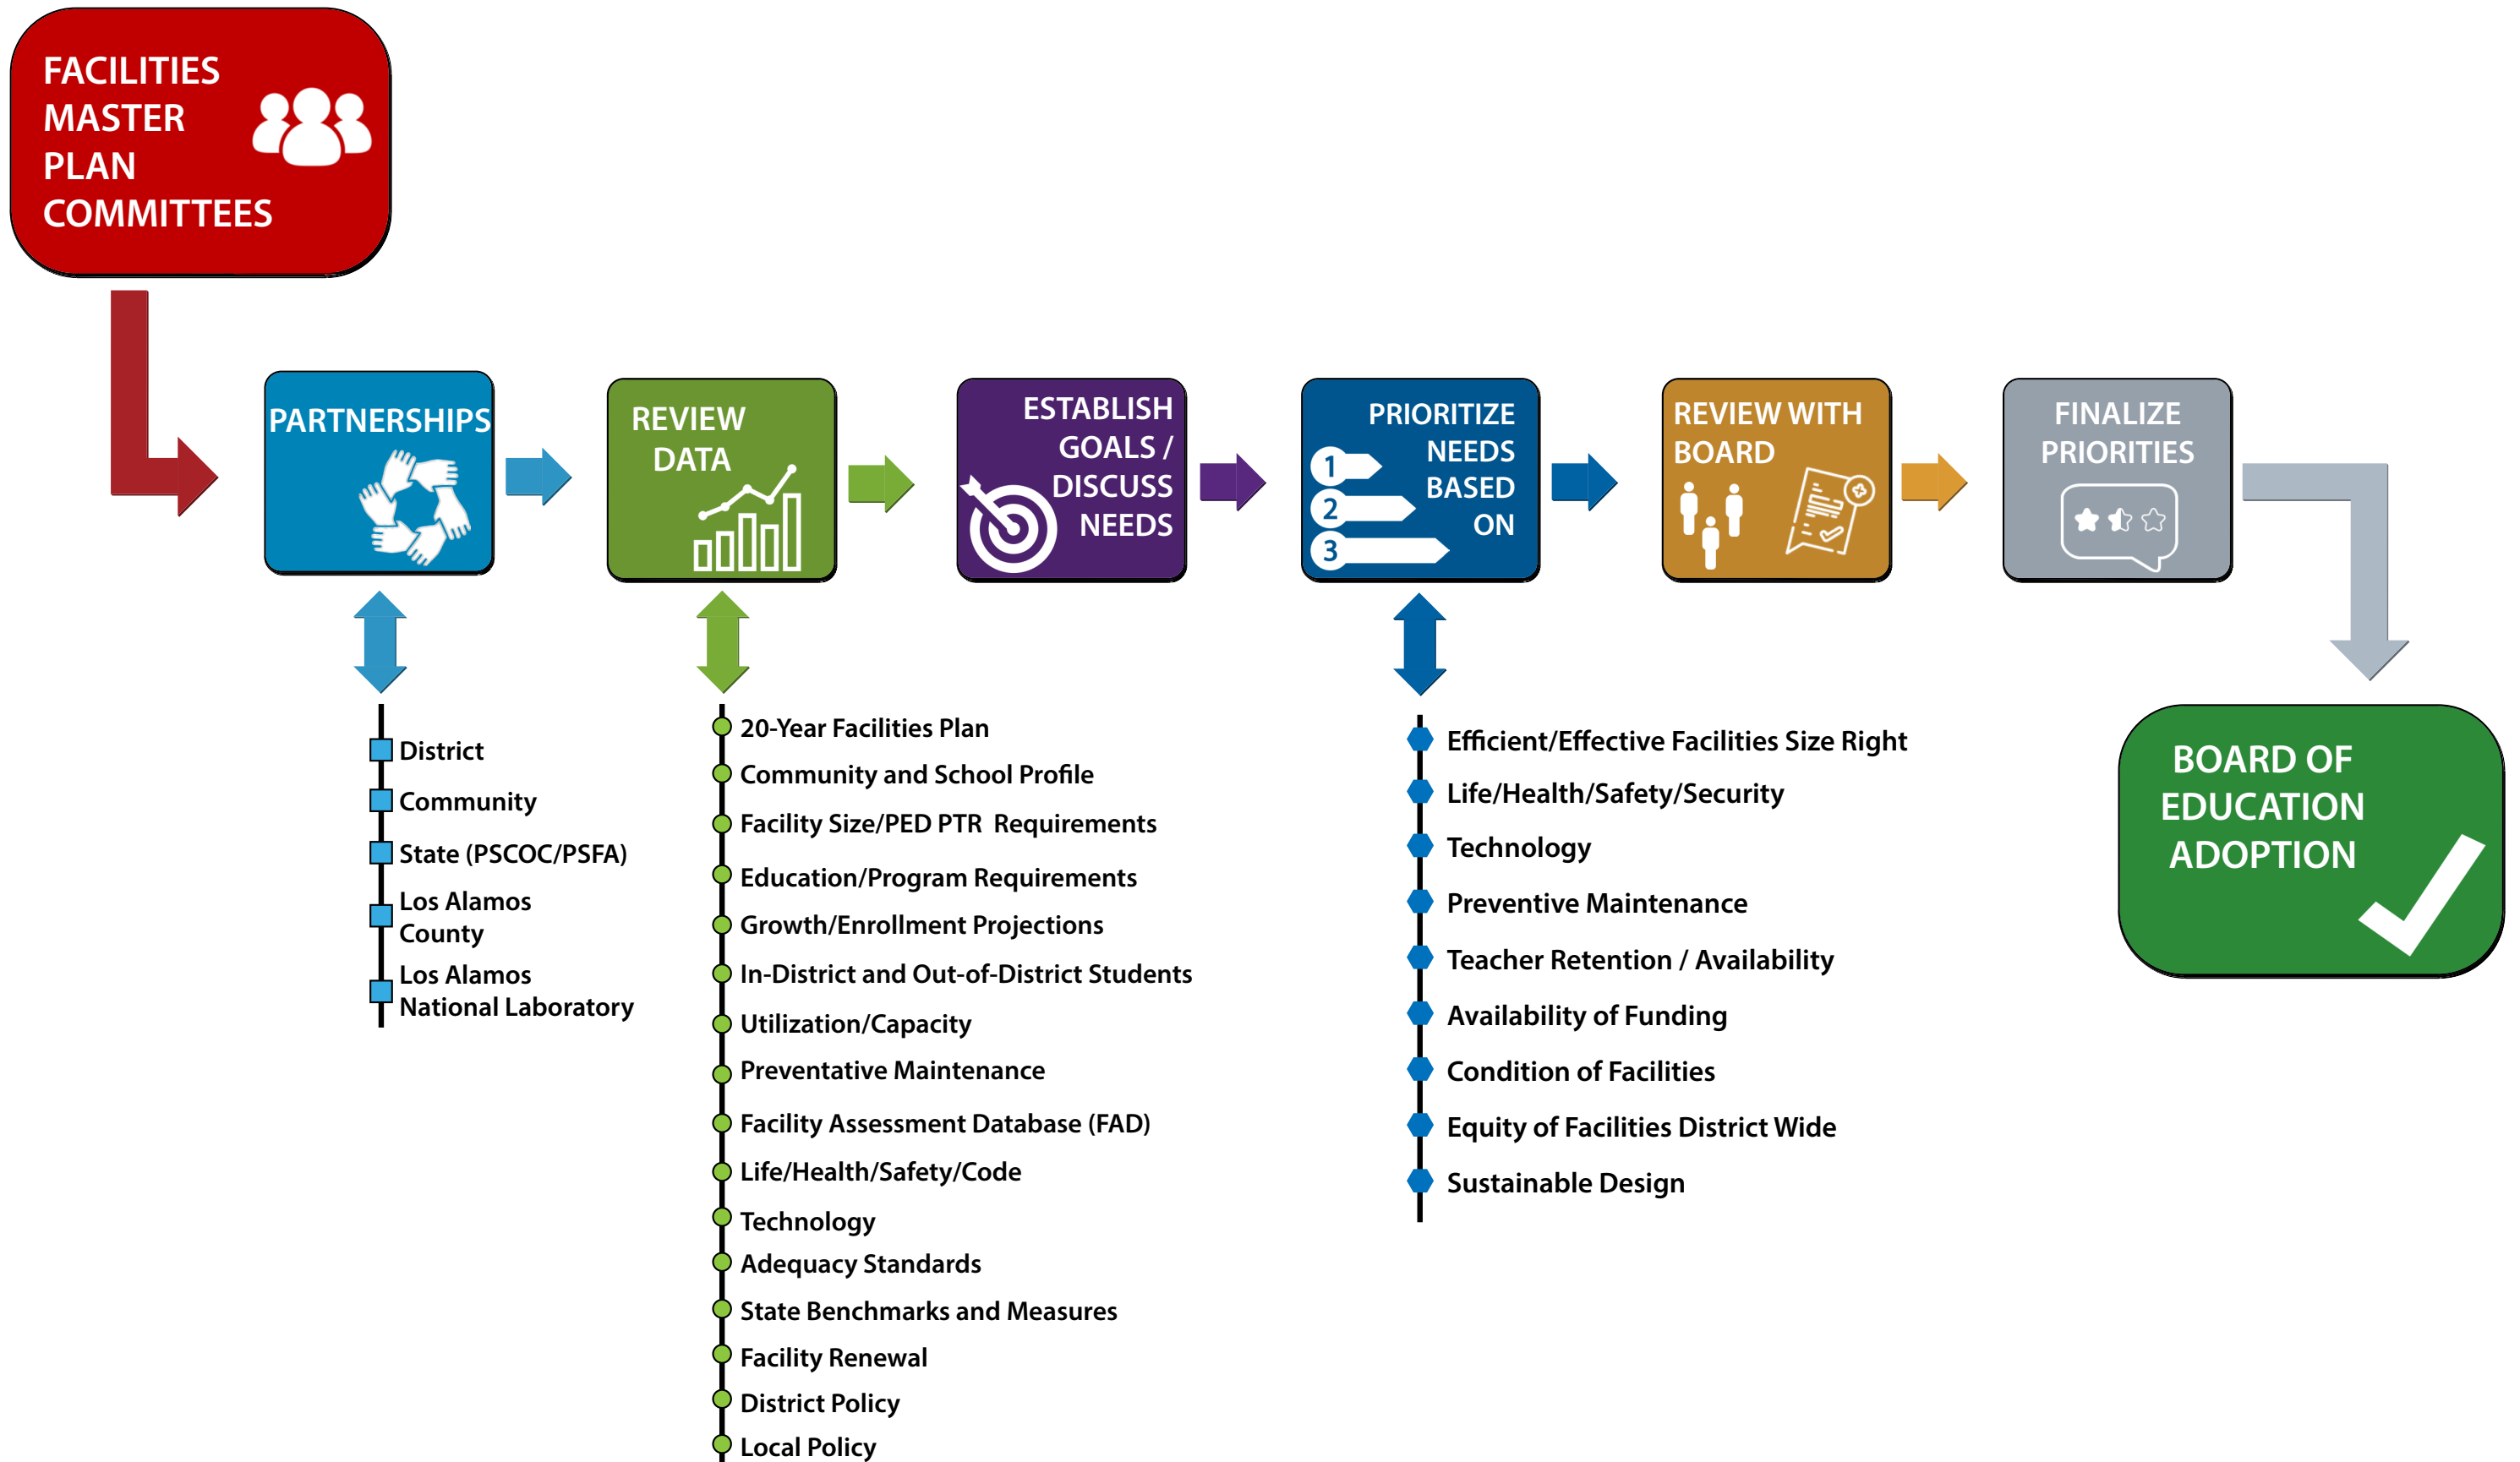 FACILITIES
MASTER
PLAN
COMMITTEES
PARTNERSHIPS
REVIEW
DATA
ESTABLISH
GOALS /
DISCUSS
NEEDS
PRIORITIZE
NEEDS
BASED
ON
1
2
3
REVIEW WITH
BOARD
FINALIZE
PRIORITIES
District
Community
State (PSCOC/PSFA)
Los Alamos
County
Los Alamos
National Laboratory
20-Year Facilities Plan
Community and School Profile
Facility Size/PED PTR Requirements
Education/Program Requirements
Growth/Enrollment Projections
In-District and Out-of-District Students
Utilization/Capacity
Preventative Maintenance
Facility Assessment Database (FAD)
Life/Health/Safety/Code
Technology
Adequacy Standards
State Benchmarks and Measures
Facility Renewal
District Policy
Local Policy
Efficient/Effective Facilities Size Right
Life/Health/Safety/Security
Technology
Preventive Maintenance
Teacher Retention / Availability
Availability of Funding
Condition of Facilities
Equity of Facilities District Wide
Sustainable Design
BOARD OF
EDUCATION
ADOPTION